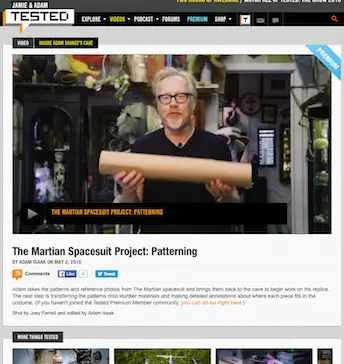 JAMIE & ADAM
TESTED
EXPLORE VIDEOS PODCAST FORUMS PREMIUM SHOP
VIDEO INSIDE ADAM SAVAGE'S CAVE
PREMIUM
THE MARTIAN SPACESUIT PROJECT: PATTERNING
The Martian Spacesuit Project: Patterning
BY ADAM ISAAK ON MAY 2, 2016
Comments Like 0 Tweet
Adam takes the patterns and reference photos from The Martian spacesuit and brings them back to the cave to begin work on his replica.
The next step is transferring the patterns onto sturdier materials and making detailed annotations about where each piece fits in the
costume. (If you haven't joined the Tested Premium Member community, you can do so right here.)
Shot by Joey Fameli and edited by Adam Isaak
MORE THINGS TESTED